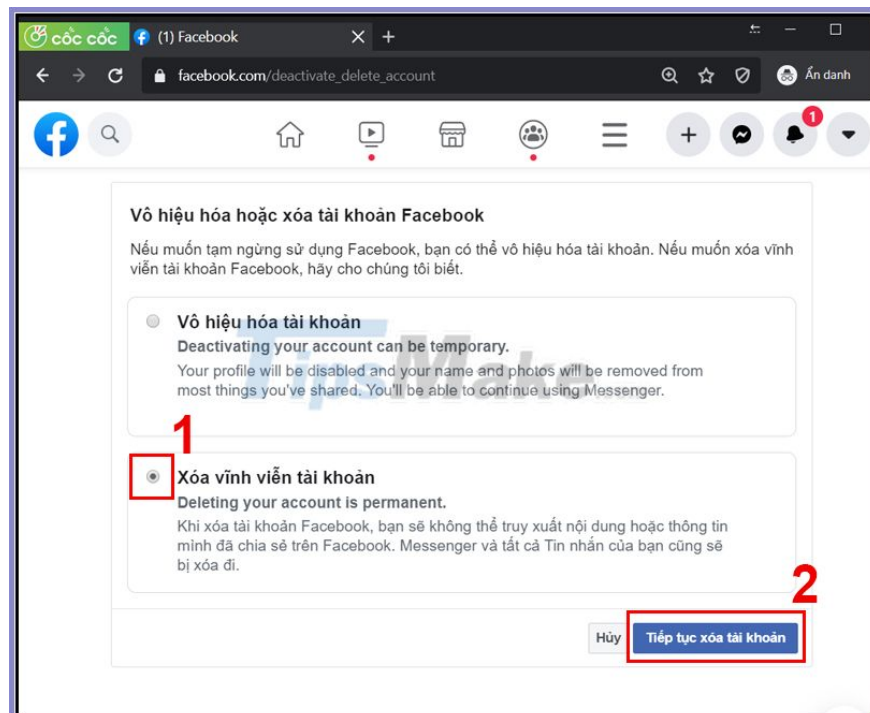 cốc cốc (1) Facebook
facebook.com/deactivate_delete_account Ẩn danh
1
Vô hiệu hóa hoặc xóa tài khoản Facebook
Nếu muốn tạm ngừng sử dụng Facebook, bạn có thể vô hiệu hóa tài khoản. Nếu muốn xóa vĩnh
viễn tài khoản Facebook, hãy cho chúng tôi biết.
Vô hiệu hóa tài khoản
Deactivating your account can be temporary.
Your profile will be disabled and your name and photos will be removed from
most things you've shared. You'll be able to continue using Messenger.
TipsMake
1
Xóa vĩnh viễn tài khoản
Deleting your account is permanent.
Khi xóa tài khoản Facebook, bạn sẽ không thể truy xuất nội dung hoặc thông tin
mình đã chia sẻ trên Facebook. Messenger và tất cả Tin nhắn của bạn cũng sẽ
bị xóa đi.
2
Hủy Tiếp tục xóa tài khoản